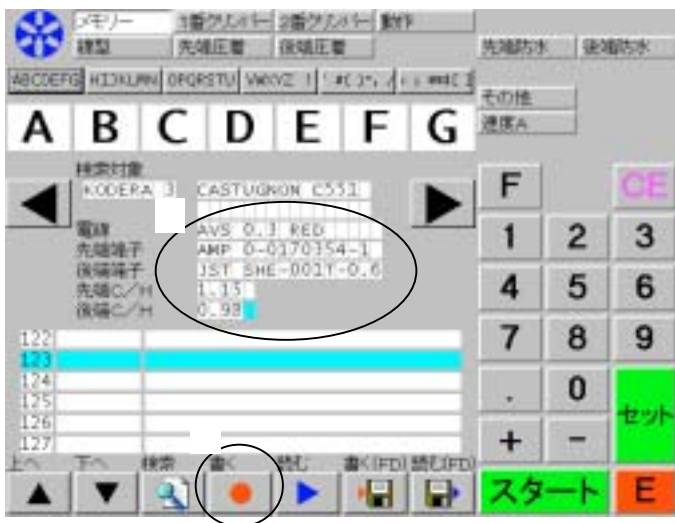 メモリー 1番クリンパー 2番クリンパー 動作
線型 先端圧着 後端圧着 先端防水 後端防水
ABCDEFG HIJKLMN OPQRSTU VWXYZ
その他
速度A
A B C D E F G
検索対象
KODERA 3 CASTUGNON C551
電線 AVS 0.3 RED
先端端子 AMP 0-0170354-1
後端端子 JST SHE-001T-0.6
先端C/H 1.15
後端C/H 0.93
F CE
1 2 3
4 5 6
7 8 9
. 0 セット
+ -
スタート E
122
123
124
125
126
127
上へ 下へ 検索 書く 読む 書く(FD) 読む(FD)